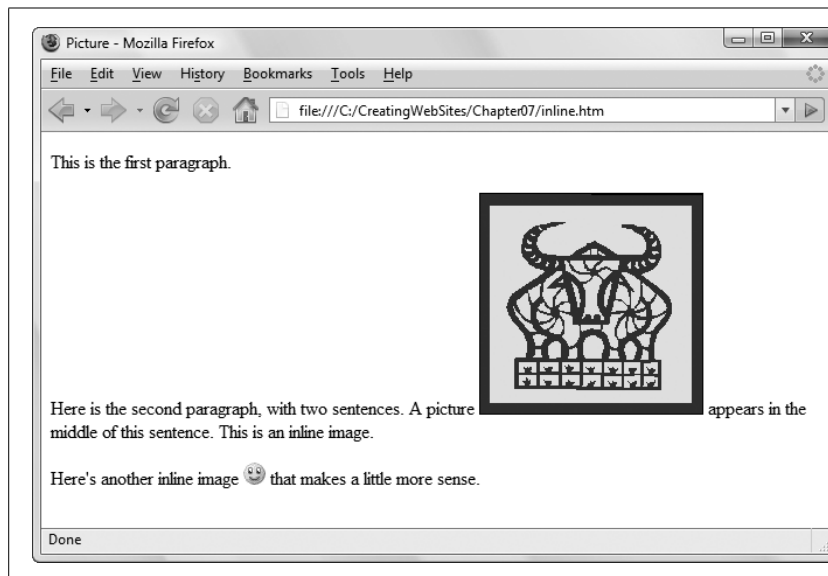 Picture - Mozilla Firefox
File Edit View History Bookmarks Tools Help
file:///C:/CreatingWebSites/Chapter07/inline.htm
This is the first paragraph.
Here is the second paragraph, with two sentences. A picture appears in the
middle of this sentence. This is an inline image.
Here's another inline image that makes a little more sense.
Done